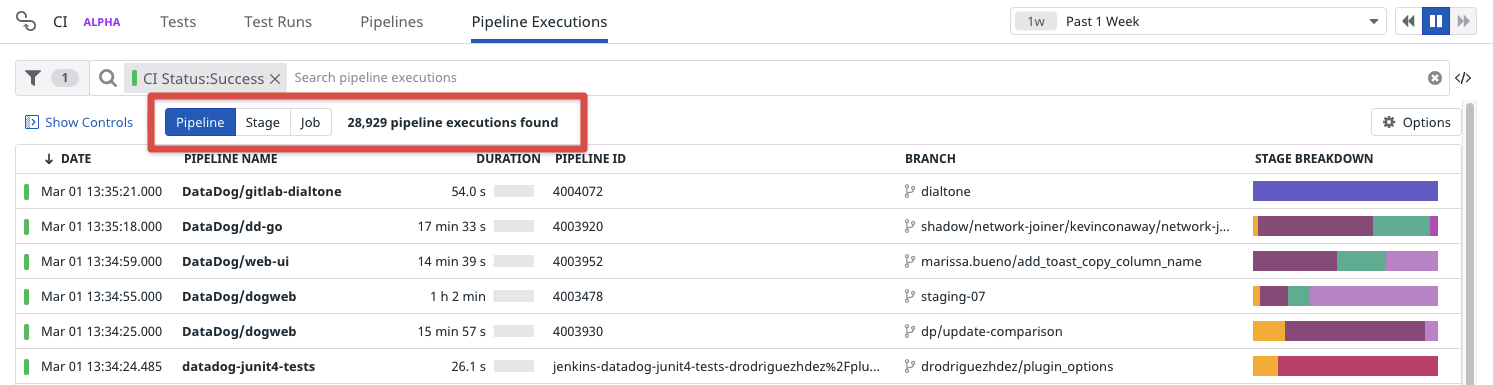 CI ALPHA Tests Test Runs Pipelines Pipeline Executions 1w Past 1 Week
1 CI Status:Success Search pipeline executions </>
Show Controls Pipeline Stage Job 28,929 pipeline executions found Options
DATE PIPELINE NAME DURATION PIPELINE ID BRANCH STAGE BREAKDOWN
Mar 01 13:35:21.000 DataDog/gitlab-dialtone 54.0 s 4004072 dialtone
Mar 01 13:35:18.000 DataDog/dd-go 17 min 33 s 4003920 shadow/network-joiner/kevinconaway/network-j...
Mar 01 13:34:59.000 DataDog/web-ui 14 min 39 s 4003952 marissa.bueno/add_toast_copy_column_name
Mar 01 13:34:55.000 DataDog/dogweb 1 h 2 min 4003478 staging-07
Mar 01 13:34:25.000 DataDog/dogweb 15 min 57 s 4003930 dp/update-comparison
Mar 01 13:34:24.485 datadog-junit4-tests 26.1 s jenkins-datadog-junit4-tests-drodriguezhdez%2Fplu... drodriguezhdez/plugin_options